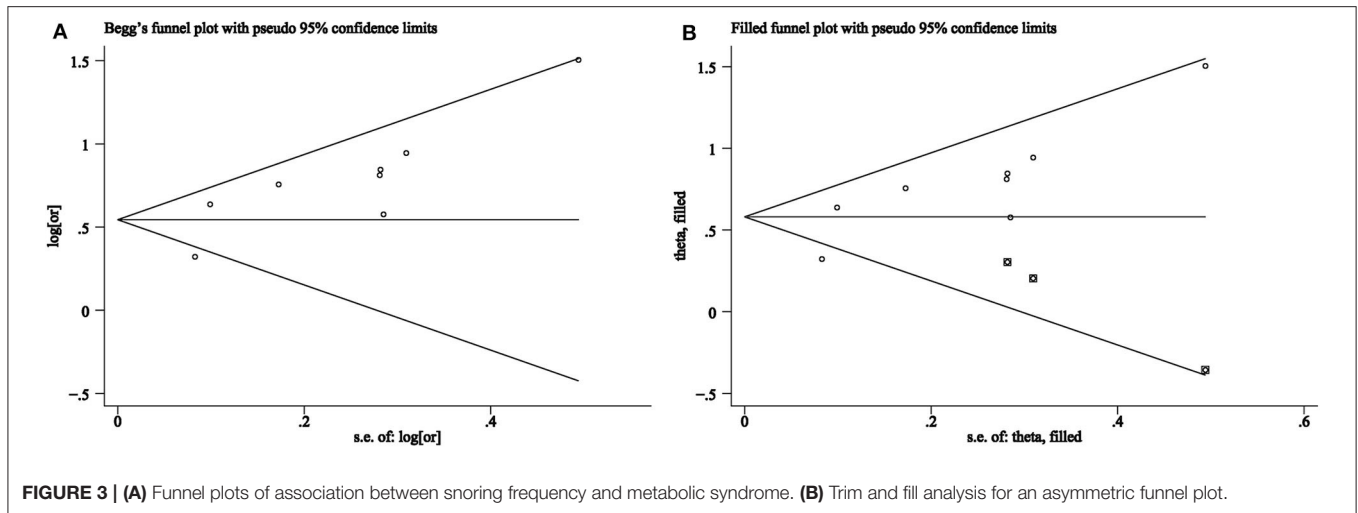 A
Begg's funnel plot with pseudo 95% confidence limits
1.5
1
.5
0
−.5
log[or]
0
.2
.4
s.e. of: log[or]
B
Filled funnel plot with pseudo 95% confidence limits
1.5
1
.5
0
−.5
theta, filled
0
.2
.4
.6
s.e. of: theta, filled
FIGURE 3 | (A) Funnel plots of association between snoring frequency and metabolic syndrome. (B) Trim and fill analysis for an asymmetric funnel plot.